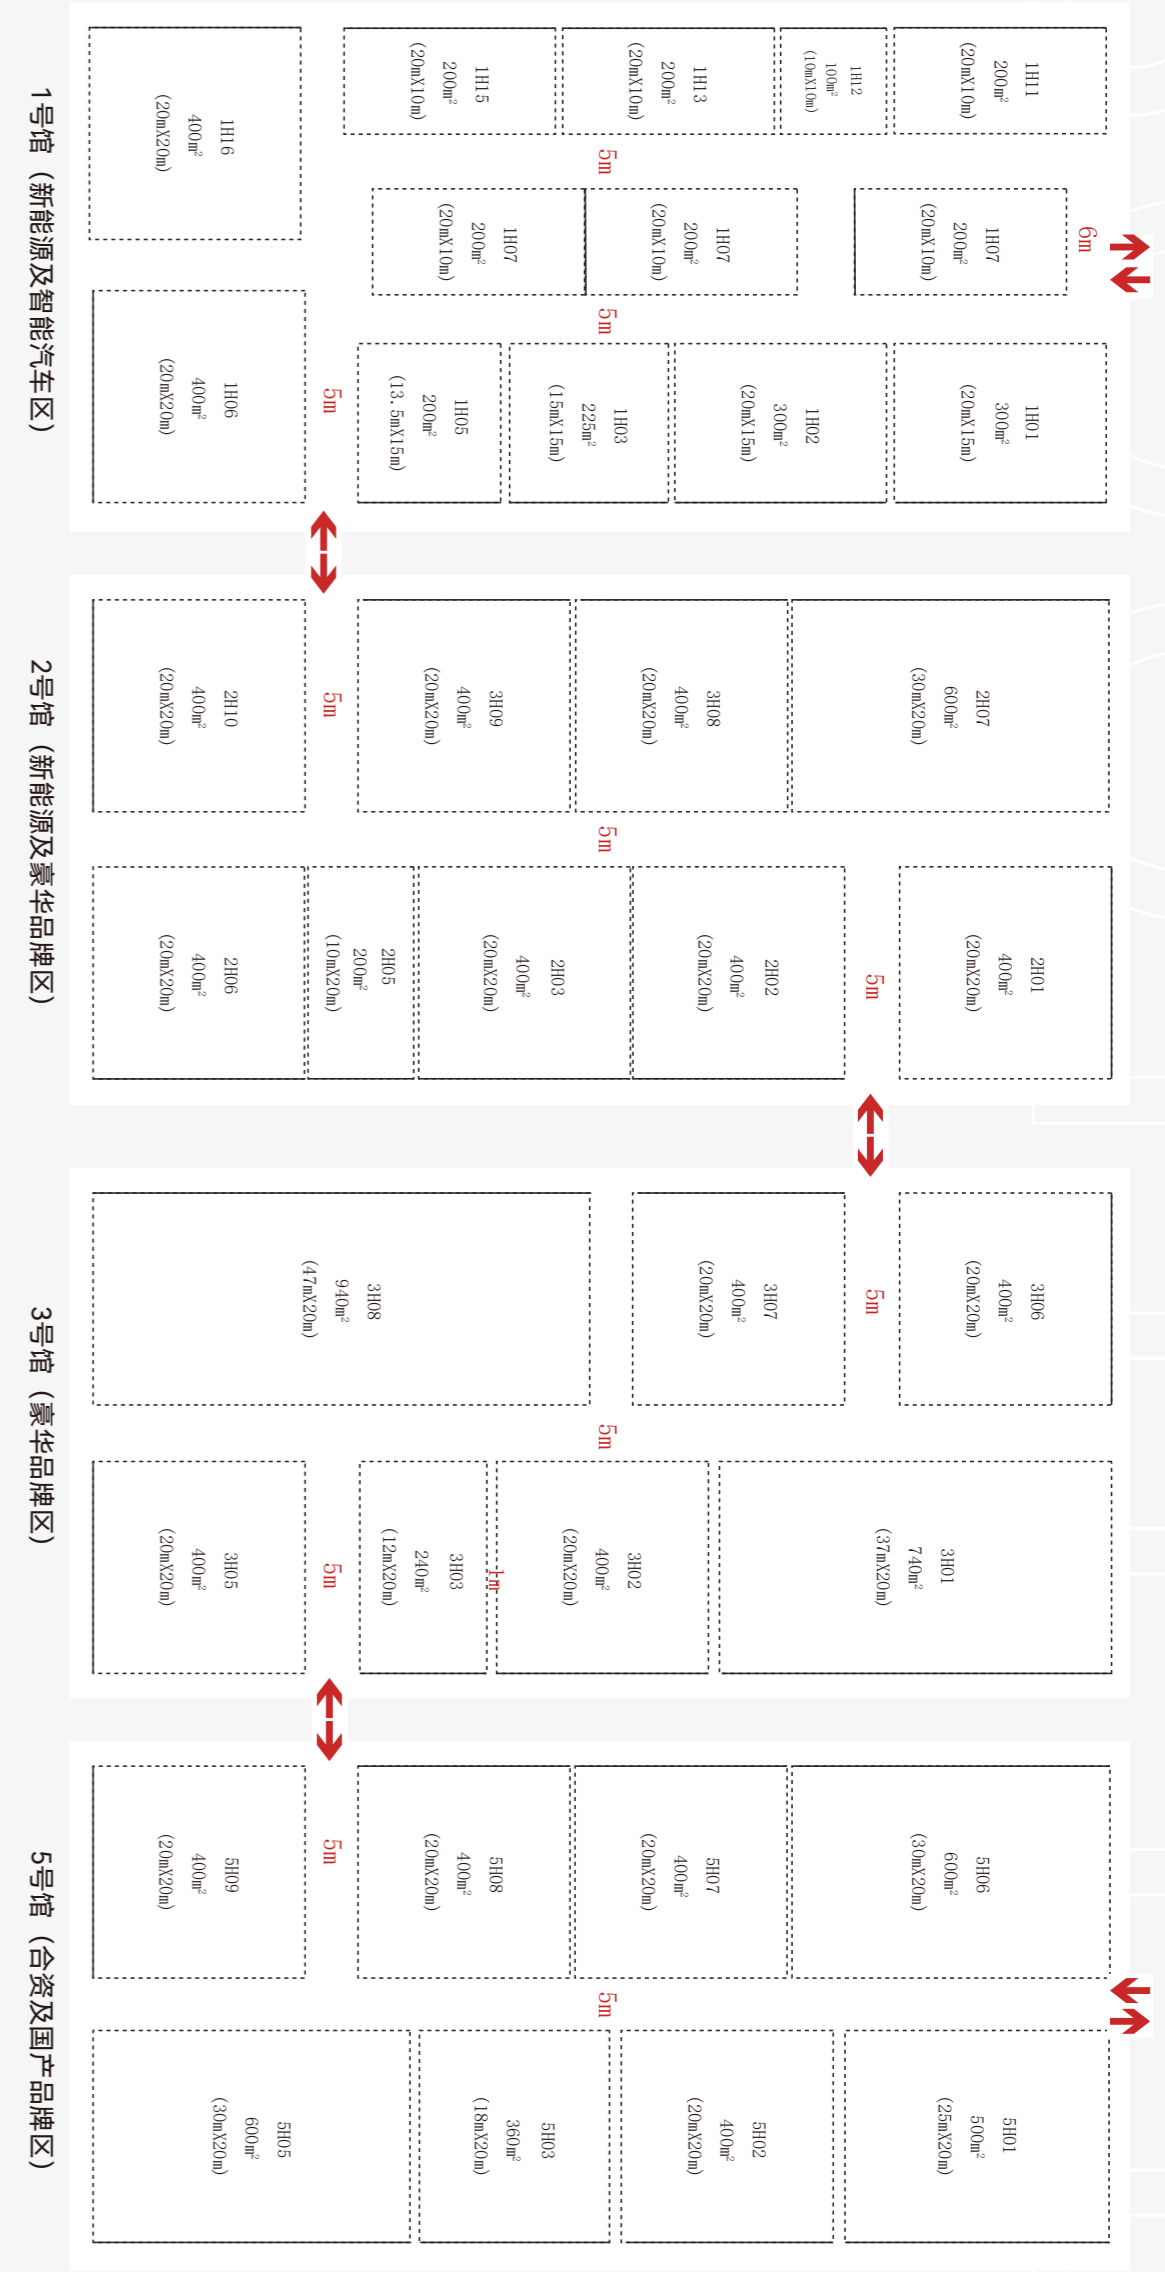 1号馆（新能源及智能汽车区）
1H11
200m²
(20mX10m)
1H12
100m²
(10mX10m)
1H13
200m²
(20mX10m)
1H15
200m²
(20mX10m)
1H16
400m²
(20mX20m)
5m
6m
1H07
200m²
(20mX10m)
1H07
200m²
(20mX10m)
1H07
200m²
(20mX10m)
5m
1H01
300m²
(20mX15m)
1H02
300m²
(20mX15m)
1H03
225m²
(15mX15m)
1H05
200m²
(13.5mX15m)
5m
1H06
400m²
(20mX20m)
2号馆（新能源及豪华品牌区）
2H07
600m²
(30mX20m)
3H08
400m²
(20mX20m)
3H09
400m²
(20mX20m)
5m
2H10
400m²
(20mX20m)
5m
2H01
400m²
(20mX20m)
5m
2H02
400m²
(20mX20m)
2H03
400m²
(20mX20m)
2H05
200m²
(10mX20m)
2H06
400m²
(20mX20m)
3号馆（豪华品牌区）
3H06
400m²
(20mX20m)
5m
3H07
400m²
(20mX20m)
3H08
940m²
(47mX20m)
5m
3H01
740m²
(37mX20m)
3H02
400m²
(20mX20m)
1m
3H03
240m²
(12mX20m)
5m
3H05
400m²
(20mX20m)
5号馆（合资及国产品牌区）
5H06
600m²
(30mX20m)
5H07
400m²
(20mX20m)
5H08
400m²
(20mX20m)
5m
5H09
400m²
(20mX20m)
5m
5H01
500m²
(25mX20m)
5H02
400m²
(20mX20m)
5H03
360m²
(18mX20m)
5H05
600m²
(30mX20m)